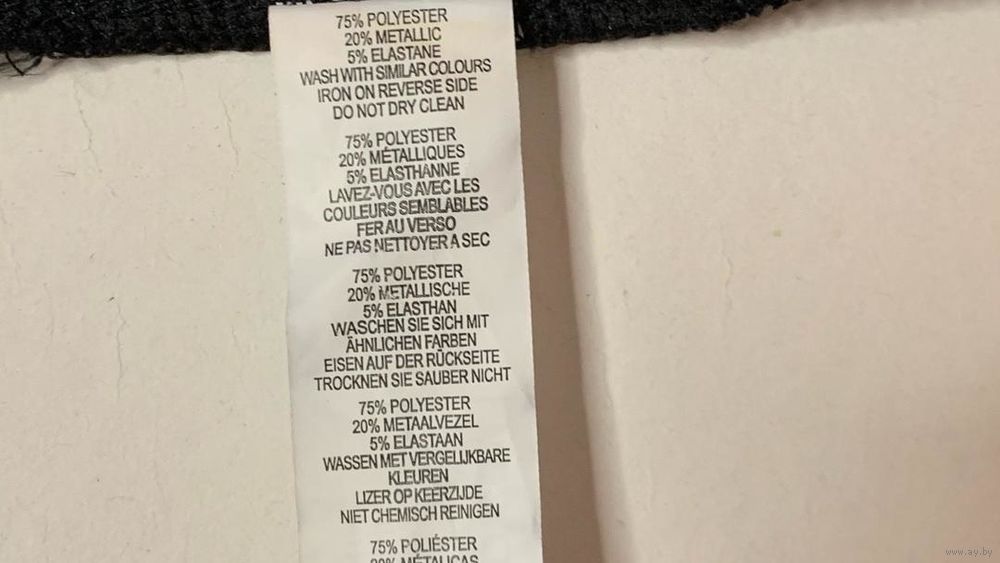 75% POLYESTER
20% METALLIC
5% ELASTANE
WASH WITH SIMILAR COLOURS
IRON ON REVERSE SIDE
DO NOT DRY CLEAN
75% POLYESTER
20% MÉTALLIQUES
5% ELASTHANNE
LAVEZ-VOUS AVEC LES
COULEURS SEMBLABLES
FER AU VERSO
NE PAS NETTOYER A SEC
75% POLYESTER
20% METALLISCHE
5% ELASTHAN
WASCHEN SIE SICH MIT
ÄHNLICHEN FARBEN
EISEN AUF DER RÜCKSEITE
TROCKNEN SIE SAUBER NICHT
75% POLYESTER
20% METAALVEZEL
5% ELASTAAN
WASSEN MET VERGELIJKBARE
KLEUREN
IJZER OP KEERZIJDE
NIET CHEMISCH REINIGEN
75% POLIÉSTER
20% METÁLICAS
www.ay.by